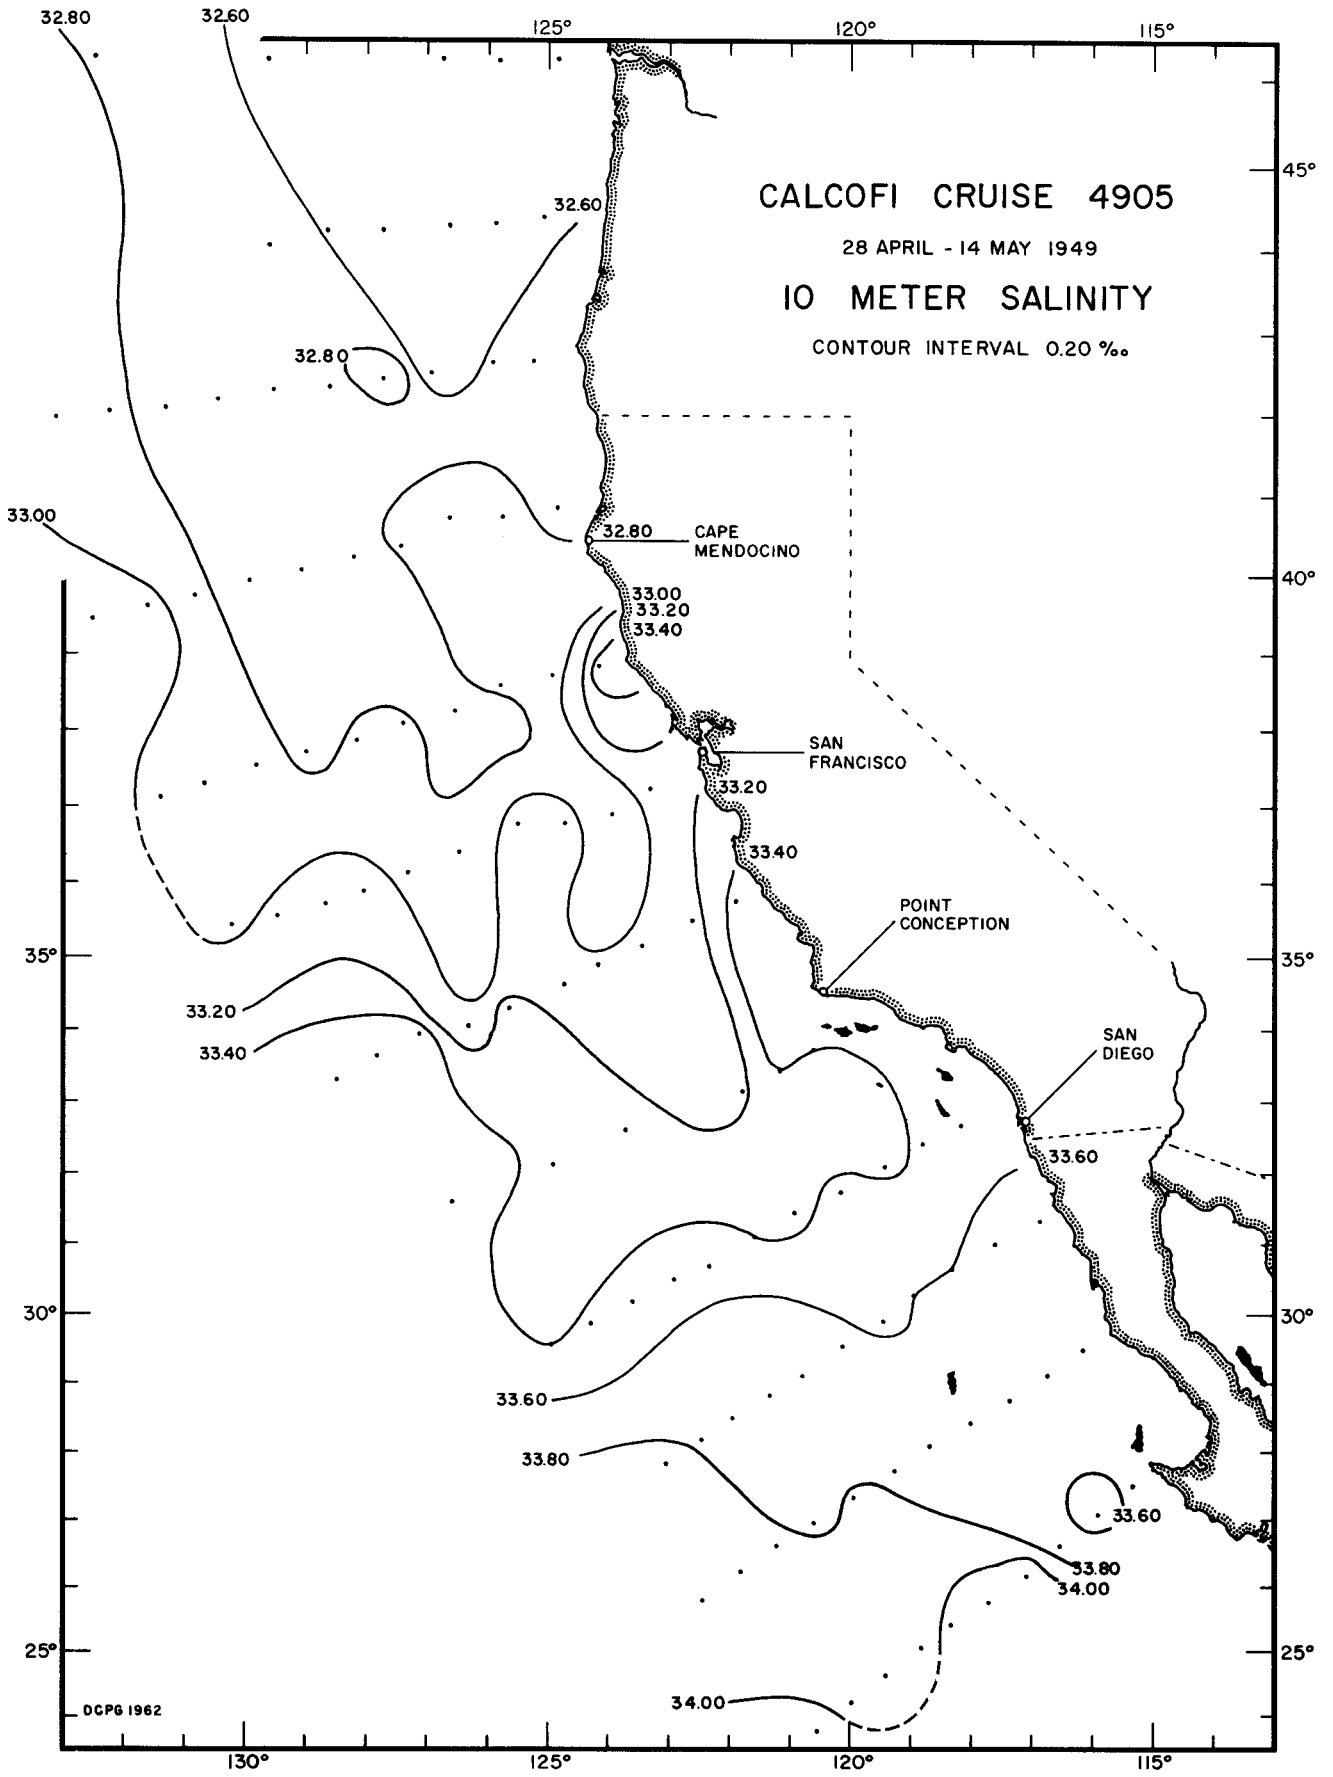 32.80
32.60
125°
120°
115°
45°
CALCOFI CRUISE 4905
28 APRIL - 14 MAY 1949
10 METER SALINITY
CONTOUR INTERVAL 0.20 ‰
32.60
32.80
33.00
32.80
CAPE
MENDOCINO
40°
33.00
33.20
33.40
SAN
FRANCISCO
33.20
33.40
POINT
CONCEPTION
35°
35°
33.20
33.40
SAN
DIEGO
33.60
30°
30°
33.60
33.80
33.60
33.80
34.00
25°
25°
34.00
DCPG 1962
130°
125°
120°
115°